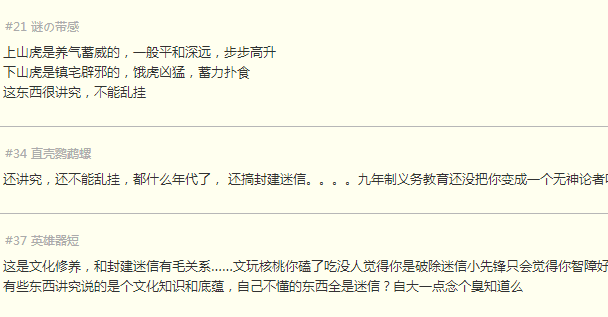 #21 谜の带感
上山虎是养气蓄威的，一般平和深远，步步高升
下山虎是镇宅辟邪的，饿虎凶猛，蓄力扑食
这东西很讲究，不能乱挂
#34 直壳鹦鹉螺
还讲究，还不能乱挂，都什么年代了， 还搞封建迷信。。。。九年制义务教育还没把你变成一个无神论者
#37 英雄器短
这是文化修养，和封建迷信有毛关系......文玩核桃你磕了吃没人觉得你是破除迷信小先锋只会觉得你智障好
有些东西讲究说的是个文化知识和底蕴，自己不懂的东西全是迷信？自大一点念个臭知道么